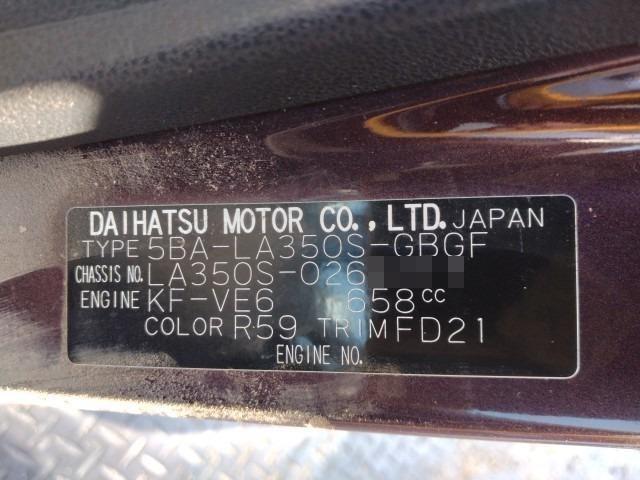 DAIHATSU MOTOR CO., LTD. JAPAN
TYPE 5BA-LA350S-GBGF
CHASSIS NO. LA350S-026
ENGINE KF-VE6 658cc
COLOR R59 TRIM FD21
ENGINE NO.